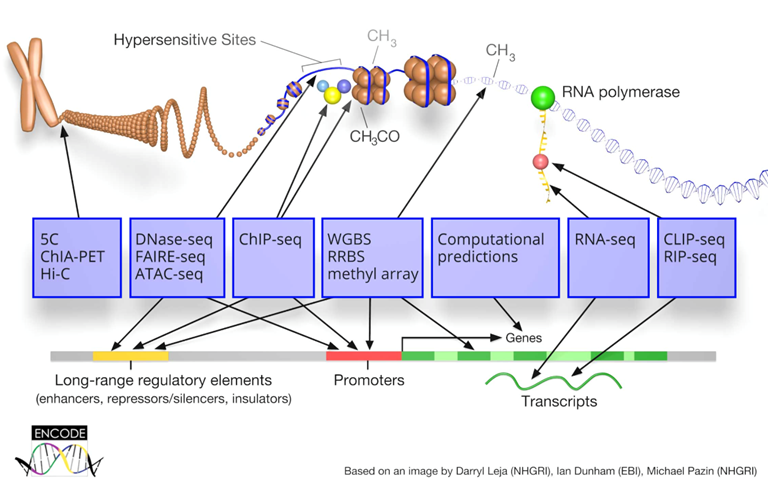 Hypersensitive Sites
CH3
CH3
RNA polymerase
CH3CO
5C
ChIA-PET
Hi-C
DNase-seq
FAIRE-seq
ATAC-seq
ChIP-seq
WGBS
RRBS
methyl array
Computational
predictions
RNA-seq
CLIP-seq
RIP-seq
Genes
Long-range regulatory elements
(enhancers, repressors/silencers, insulators)
Promoters
Transcripts
ENCODE
Based on an image by Darryl Leja (NHGRI), Ian Dunham (EBI), Michael Pazin (NHGRI)